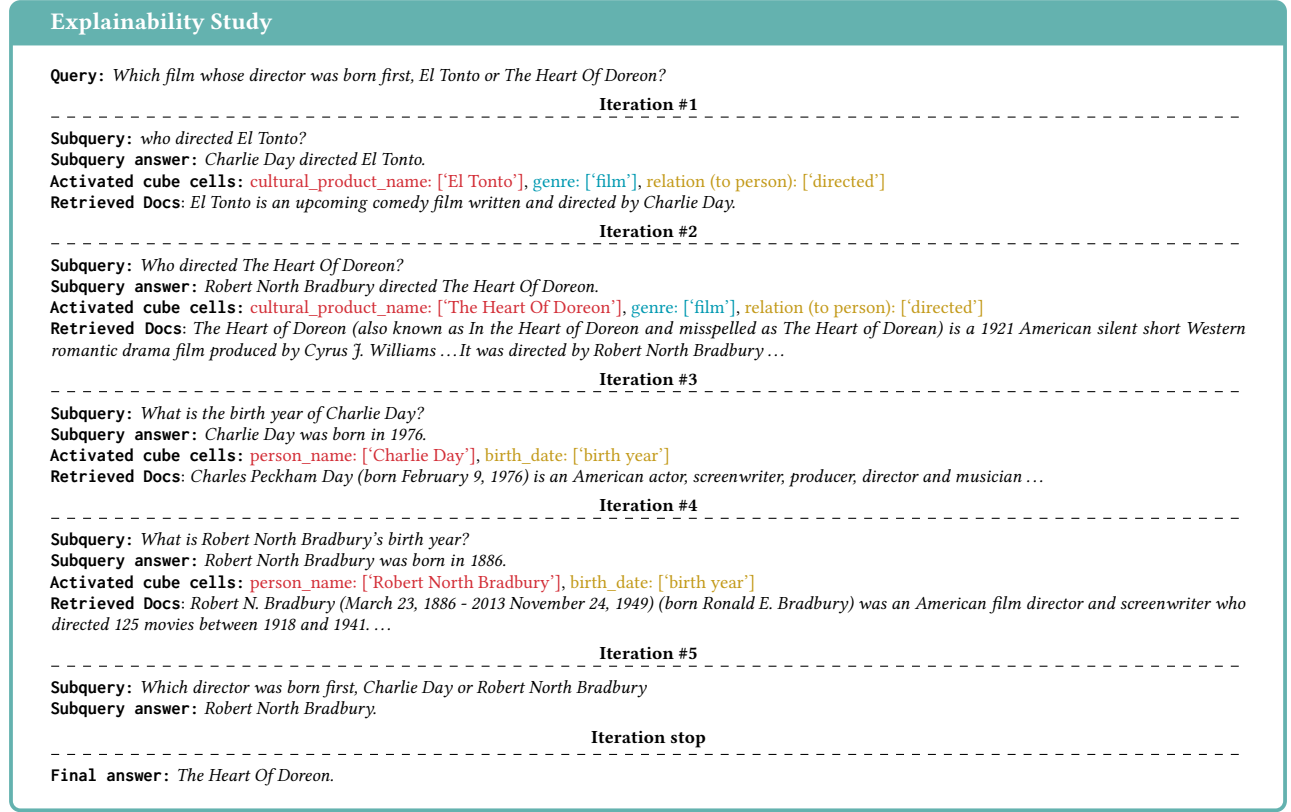 Explainability Study
Query: Which film whose director was born first, El Tonto or The Heart Of Doreon?
Iteration #1
Subquery: who directed El Tonto?
Subquery answer: Charlie Day directed El Tonto.
Activated cube cells: cultural_product_name: [‘El Tonto’], genre: [‘film’], relation (to person): [‘directed’]
Retrieved Docs: El Tonto is an upcoming comedy film written and directed by Charlie Day.
Iteration #2
Subquery: Who directed The Heart Of Doreon?
Subquery answer: Robert North Bradbury directed The Heart Of Doreon.
Activated cube cells: cultural_product_name: [‘The Heart Of Doreon’], genre: [‘film’], relation (to person): [‘directed’]
Retrieved Docs: The Heart of Doreon (also known as In the Heart of Doreon and misspelled as The Heart of Dorean) is a 1921 American silent short Western
romantic drama film produced by Cyrus J. Williams ... It was directed by Robert North Bradbury ...
Iteration #3
Subquery: What is the birth year of Charlie Day?
Subquery answer: Charlie Day was born in 1976.
Activated cube cells: person_name: [‘Charlie Day’], birth_date: [‘birth year’]
Retrieved Docs: Charles Peckham Day (born February 9, 1976) is an American actor, screenwriter, producer, director and musician ...
Iteration #4
Subquery: What is Robert North Bradbury’s birth year?
Subquery answer: Robert North Bradbury was born in 1886.
Activated cube cells: person_name: [‘Robert North Bradbury’], birth_date: [‘birth year’]
Retrieved Docs: Robert N. Bradbury (March 23, 1886 - 2013 November 24, 1949) (born Ronald E. Bradbury) was an American film director and screenwriter who
directed 125 movies between 1918 and 1941. ...
Iteration #5
Subquery: Which director was born first, Charlie Day or Robert North Bradbury
Subquery answer: Robert North Bradbury.
Iteration stop
Final answer: The Heart Of Doreon.